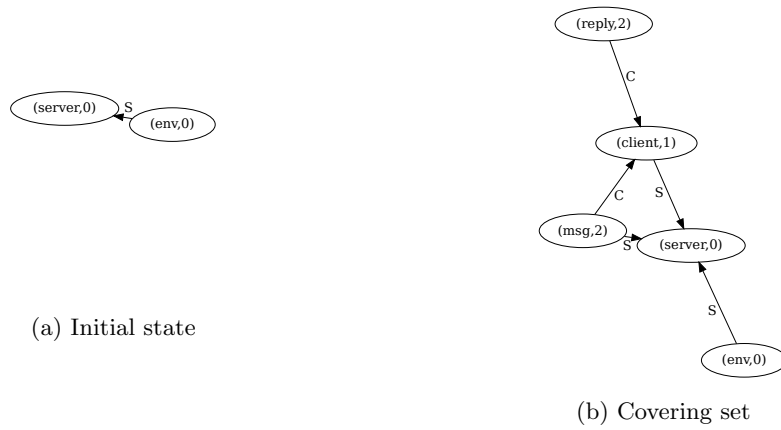 (server,0)
S
(env,0)
(a) Initial state
(reply,2)
C
(client,1)
C
S
(msg,2)
S
(server,0)
S
(env,0)
(b) Covering set